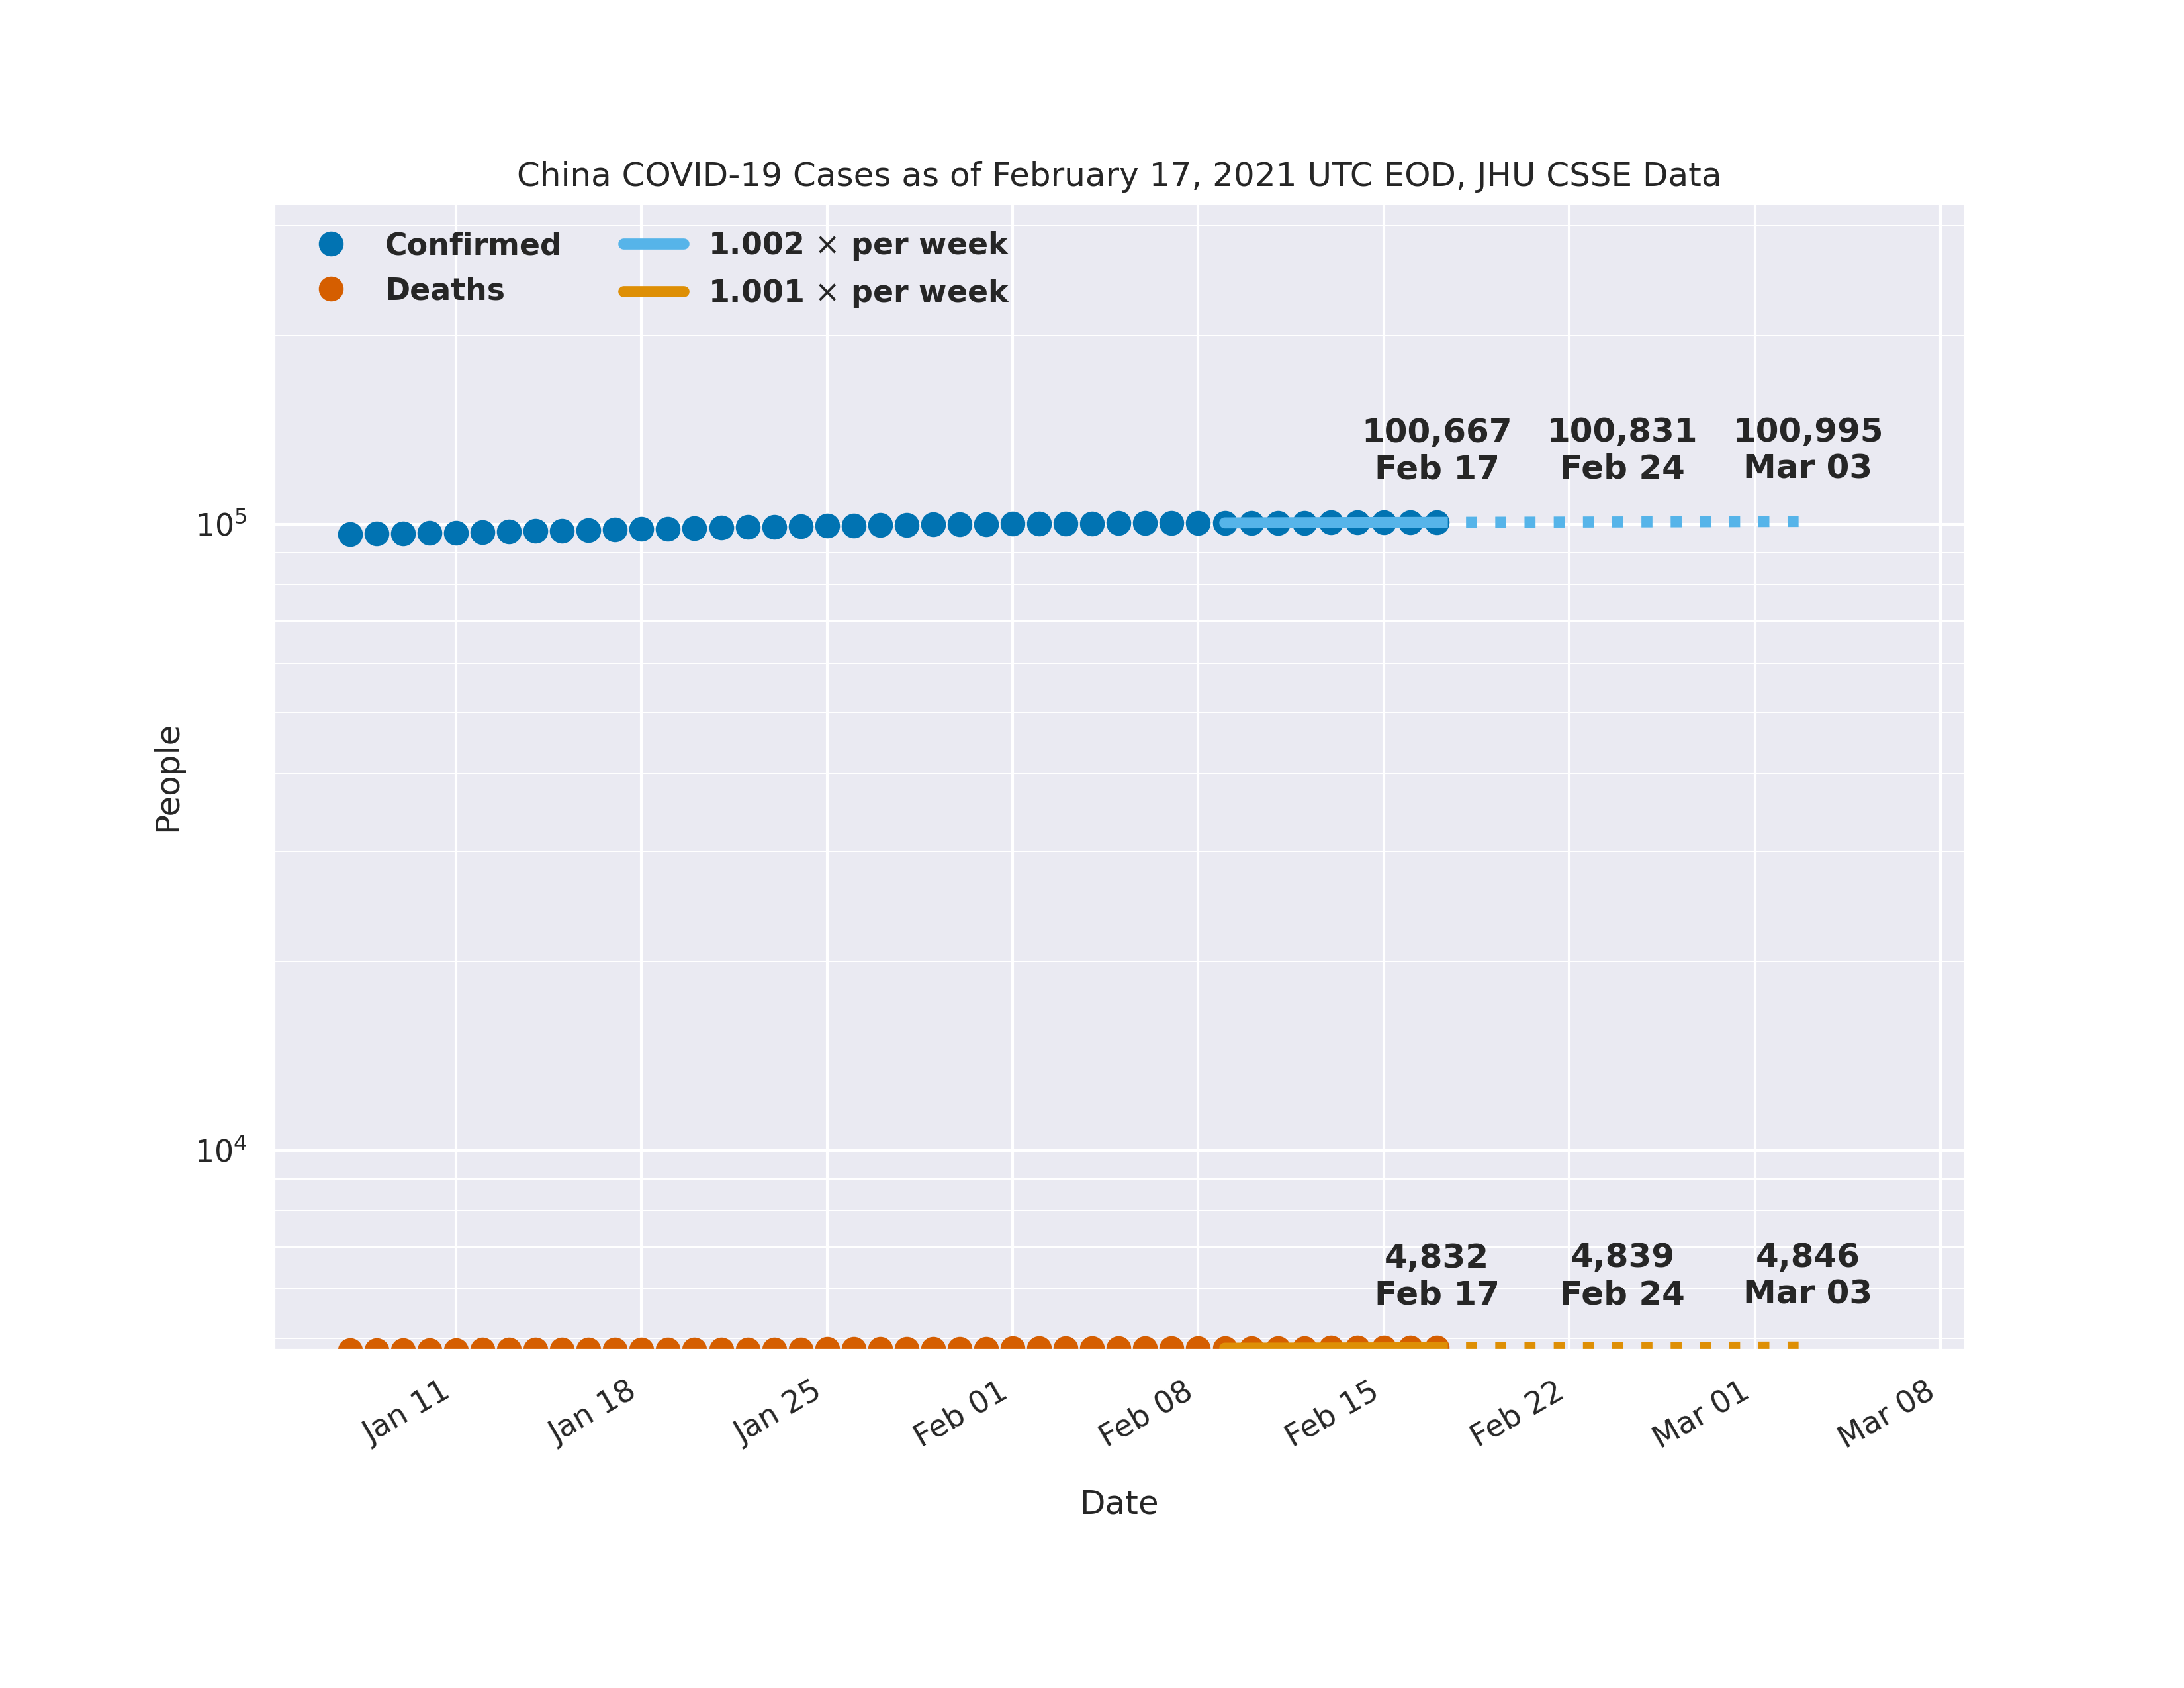 China COVID-19 Cases as of February 17, 2021 UTC EOD, JHU CSSE Data
Confirmed
Deaths
1.002 × per week
1.001 × per week
100,667
Feb 17
100,831
Feb 24
100,995
Mar 03
10⁵
People
10⁴
4,832
Feb 17
4,839
Feb 24
4,846
Mar 03
Jan 11
Jan 18
Jan 25
Feb 01
Feb 08
Feb 15
Feb 22
Mar 01
Mar 08
Date